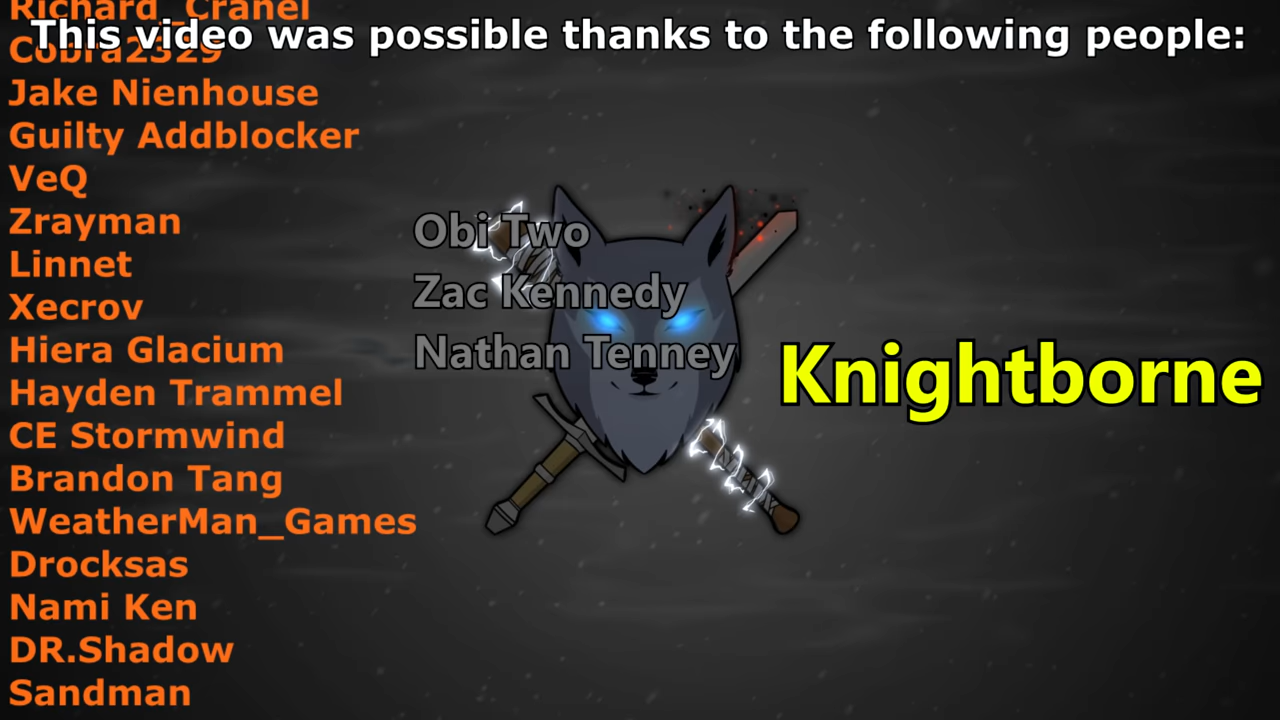 Richard_Cranel
This video was possible thanks to the following people:
Cobra2329
Jake Nienhouse
Guilty Addblocker
VeQ
Zrayman
Linnet
Xecrov
Hiera Glacium
Hayden Trammel
CE Stormwind
Brandon Tang
WeatherMan_Games
Drocksas
Nami Ken
DR.Shadow
Sandman
Obi Two
Zac Kennedy
Nathan Tenney
Knightborne